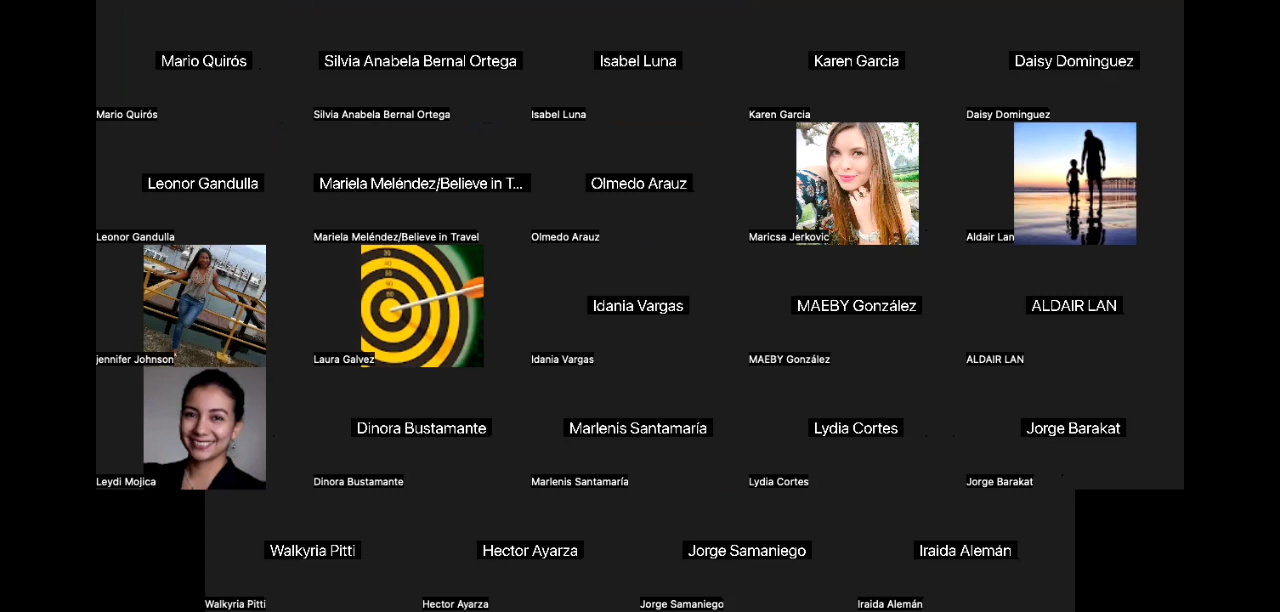 Mario Quirós
Silvia Anabela Bernal Ortega
Isabel Luna
Karen Garcia
Daisy Dominguez
Mario Quirós
Silvia Anabela Bernal Ortega
Isabel Luna
Karen Garcia
Daisy Dominguez
Leonor Gandulla
Mariela Meléndez/Believe in T...
Olmedo Arauz
Leonor Gandulla
Mariela Meléndez/Believe in Travel
Olmedo Arauz
Maricsa Jerkovic
Aldair Lan
Idania Vargas
MAEBY González
ALDAIR LAN
jennifer Johnson
Laura Galvez
Idania Vargas
MAEBY González
ALDAIR LAN
Dinora Bustamante
Marlenis Santamaría
Lydia Cortes
Jorge Barakat
Leydi Mojica
Dinora Bustamante
Marlenis Santamaría
Lydia Cortes
Jorge Barakat
Walkyria Pitti
Hector Ayarza
Jorge Samaniego
Iraida Alemán
Walkyria Pitti
Hector Ayarza
Jorge Samaniego
Iraida Alemán